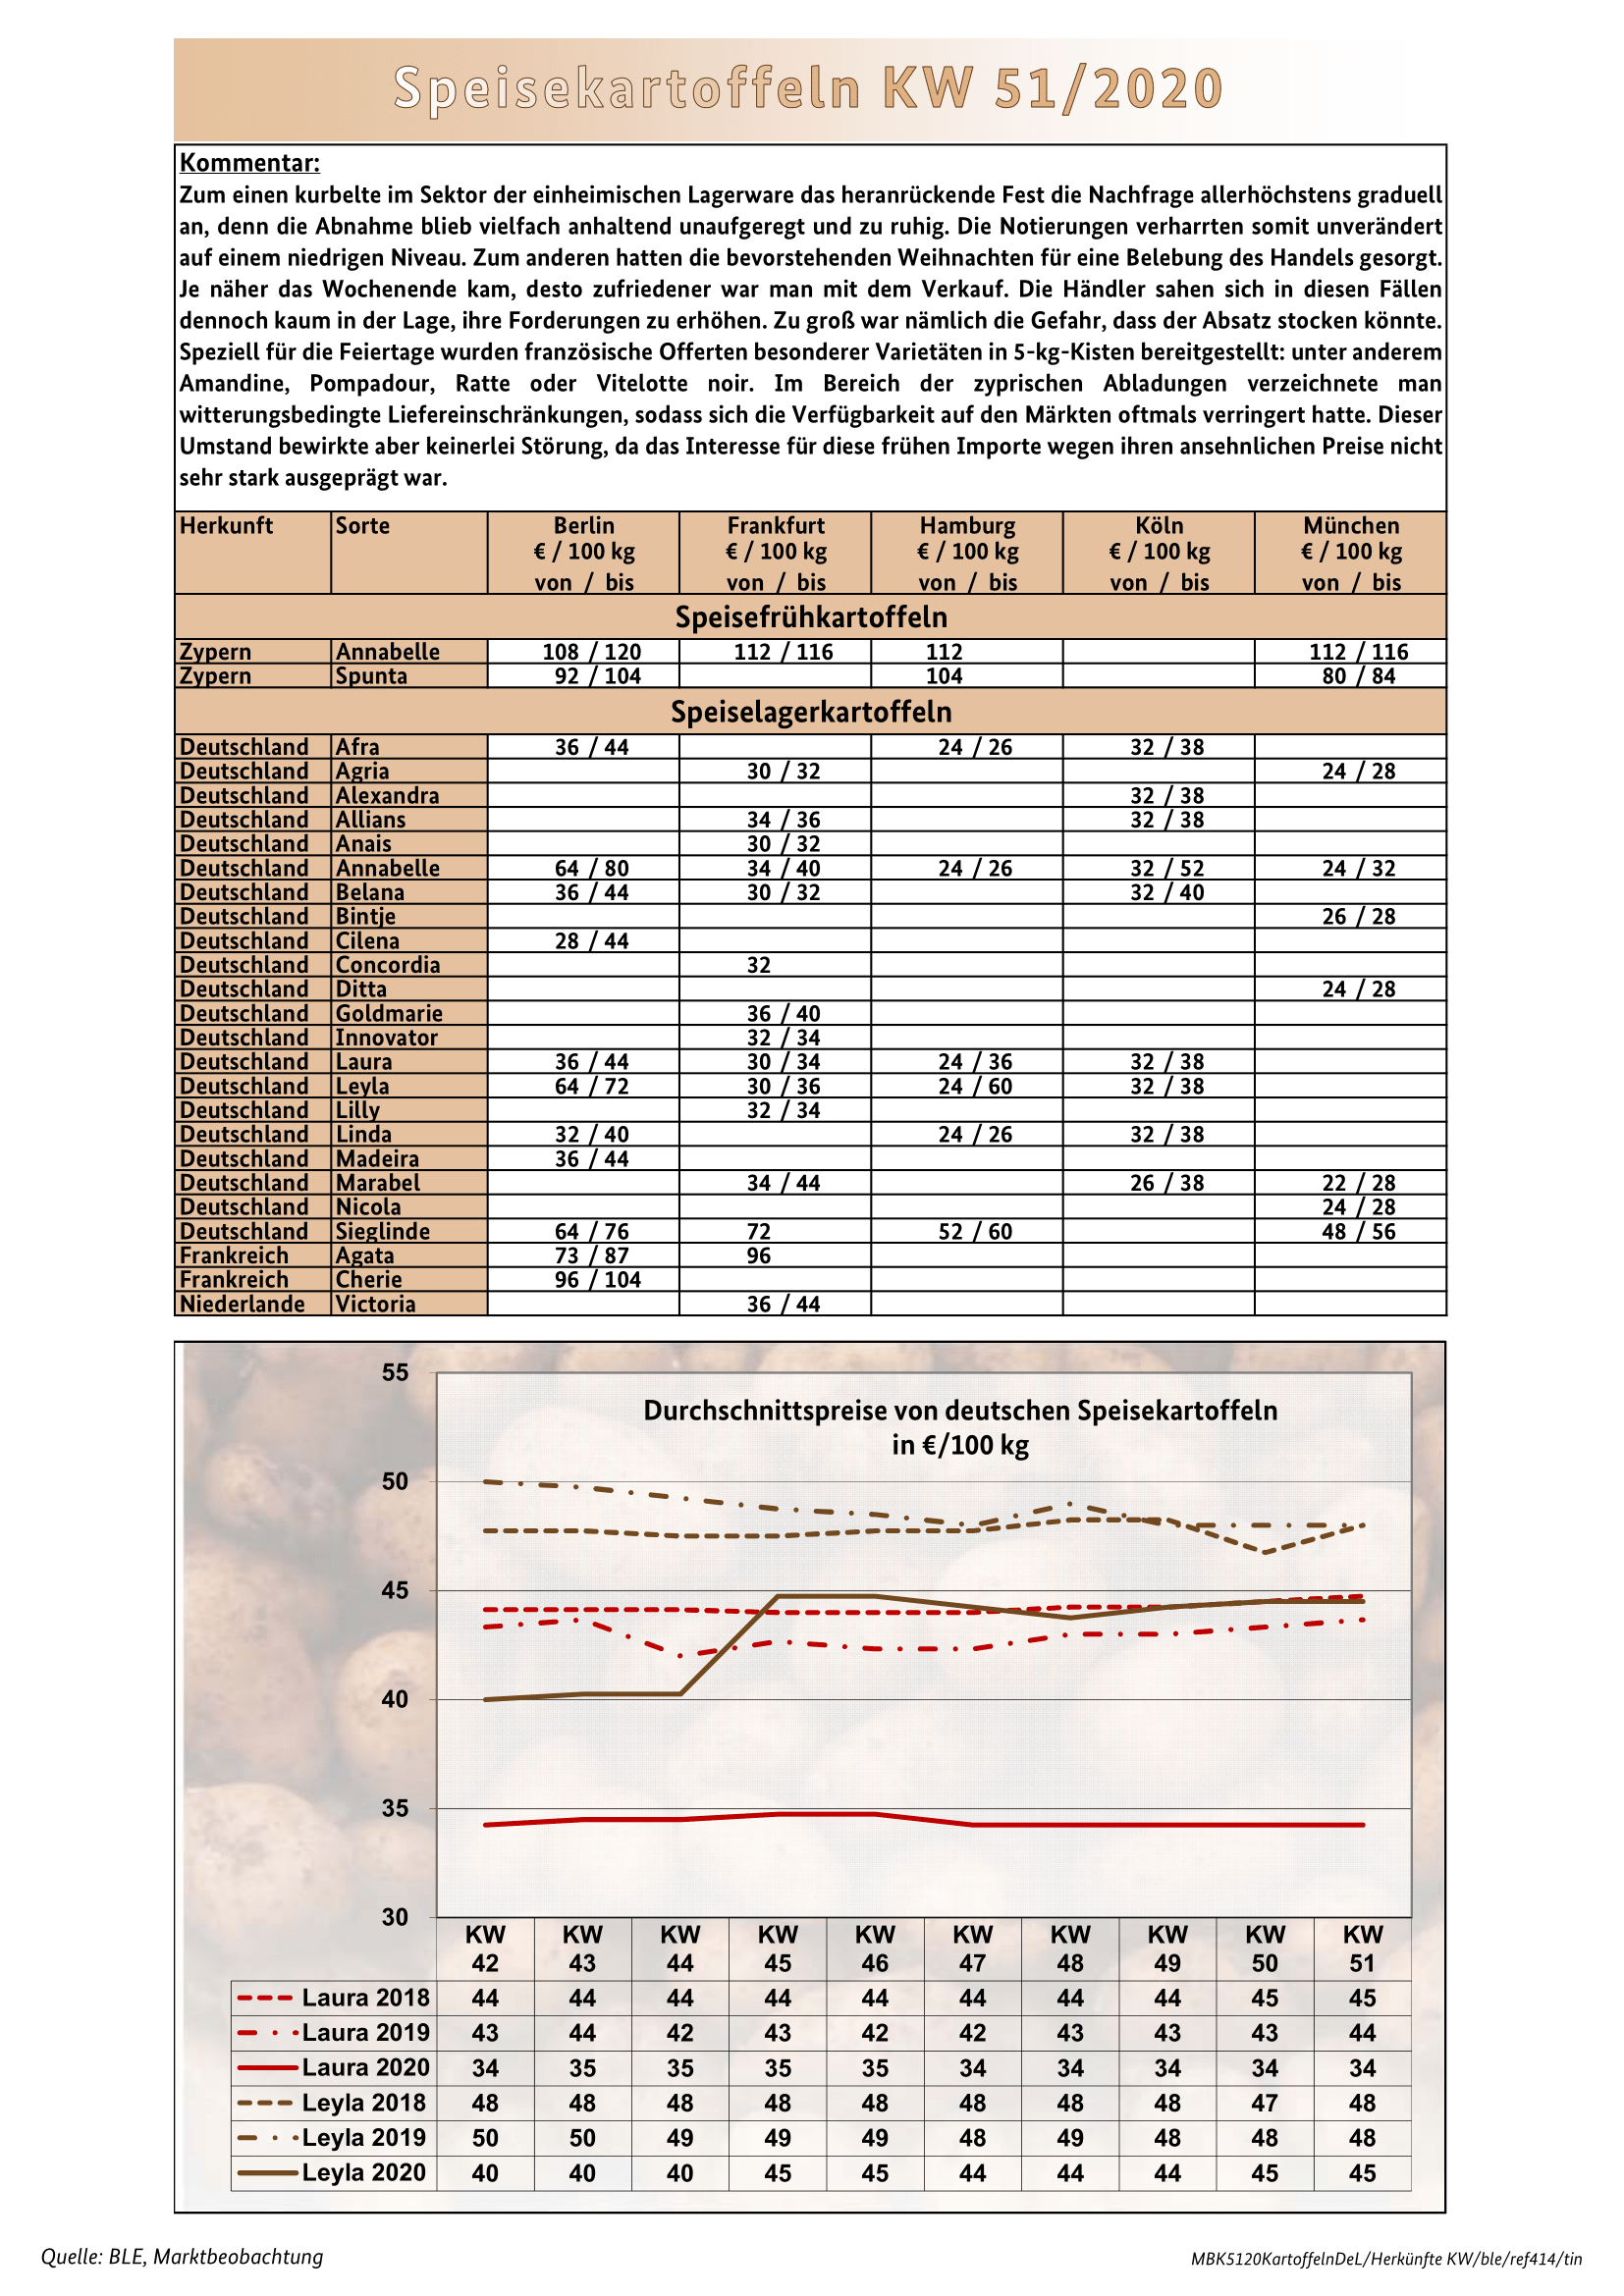 Speisekartoffeln KW 51/2020
Kommentar:
Zum einen kurbelte im Sektor der einheimischen Lagerware das heranrückende Fest die Nachfrage allerhöchstens graduell
an, denn die Abnahme blieb vielfach anhaltend unaufgeregt und zu ruhig. Die Notierungen verharrten somit unverändert
auf einem niedrigen Niveau. Zum anderen hatten die bevorstehenden Weihnachten für eine Belebung des Handels gesorgt.
Je näher das Wochenende kam, desto zufriedener war man mit dem Verkauf. Die Händler sahen sich in diesen Fällen
dennoch kaum in der Lage, ihre Forderungen zu erhöhen. Zu groß war nämlich die Gefahr, dass der Absatz stocken könnte.
Speziell für die Feiertage wurden französische Offerten besonderer Varietäten in 5-kg-Kisten bereitgestellt: unter anderem
Amandine, Pompadour, Ratte oder Vitelotte noir. Im Bereich der zyprischen Abladungen verzeichnete man
witterungsbedingte Liefereinschränkungen, sodass sich die Verfügbarkeit auf den Märkten oftmals verringert hatte. Dieser
Umstand bewirkte aber keinerlei Störung, da das Interesse für diese frühen Importe wegen ihren ansehnlichen Preise nicht
sehr stark ausgeprägt war.
Herkunft Sorte Berlin Frankfurt Hamburg Köln München
€ / 100 kg € / 100 kg € / 100 kg € / 100 kg € / 100 kg
von / bis von / bis von / bis von / bis von / bis
Speisefrühkartoffeln
Zypern Annabelle 108 / 120 112 / 116 112 112 / 116
Zypern Spunta 92 / 104 104 80 / 84
Speiselagerkartoffeln
Deutschland Afra 36 / 44 24 / 26 32 / 38
Deutschland Agria 30 / 32 24 / 28
Deutschland Alexandra 32 / 38
Deutschland Allians 34 / 36 32 / 38
Deutschland Anais 30 / 32
Deutschland Annabelle 64 / 80 34 / 40 24 / 26 32 / 52 24 / 32
Deutschland Belana 36 / 44 30 / 32 32 / 40
Deutschland Bintje 26 / 28
Deutschland Cilena 28 / 44
Deutschland Concordia 32
Deutschland Ditta 24 / 28
Deutschland Goldmarie 36 / 40
Deutschland Innovator 32 / 34
Deutschland Laura 36 / 44 30 / 34 24 / 36 32 / 38
Deutschland Leyla 64 / 72 30 / 36 24 / 60 32 / 38
Deutschland Lilly 32 / 34
Deutschland Linda 32 / 40 24 / 26 32 / 38
Deutschland Madeira 36 / 44
Deutschland Marabel 34 / 44 26 / 38 22 / 28
Deutschland Nicola 24 / 28
Deutschland Sieglinde 64 / 76 72 52 / 60 48 / 56
Frankreich Agata 73 / 87 96
Frankreich Cherie 96 / 104
Niederlande Victoria 36 / 44
Durchschnittspreise von deutschen Speisekartoffeln
in €/100 kg
55
50
45
40
35
30
KW KW KW KW KW KW KW KW KW KW
42 43 44 45 46 47 48 49 50 51
Laura 2018 44 44 44 44 44 44 44 44 45 45
Laura 2019 43 44 42 43 42 42 43 43 43 44
Laura 2020 34 35 35 35 35 34 34 34 34 34
Leyla 2018 48 48 48 48 48 48 48 48 47 48
Leyla 2019 50 50 49 49 49 48 49 48 48 48
Leyla 2020 40 40 40 45 45 44 44 44 45 45
Quelle: BLE, Marktbeobachtung
MBK5120KartoffelnDeL/Herkünfte KW/ble/ref414/tin